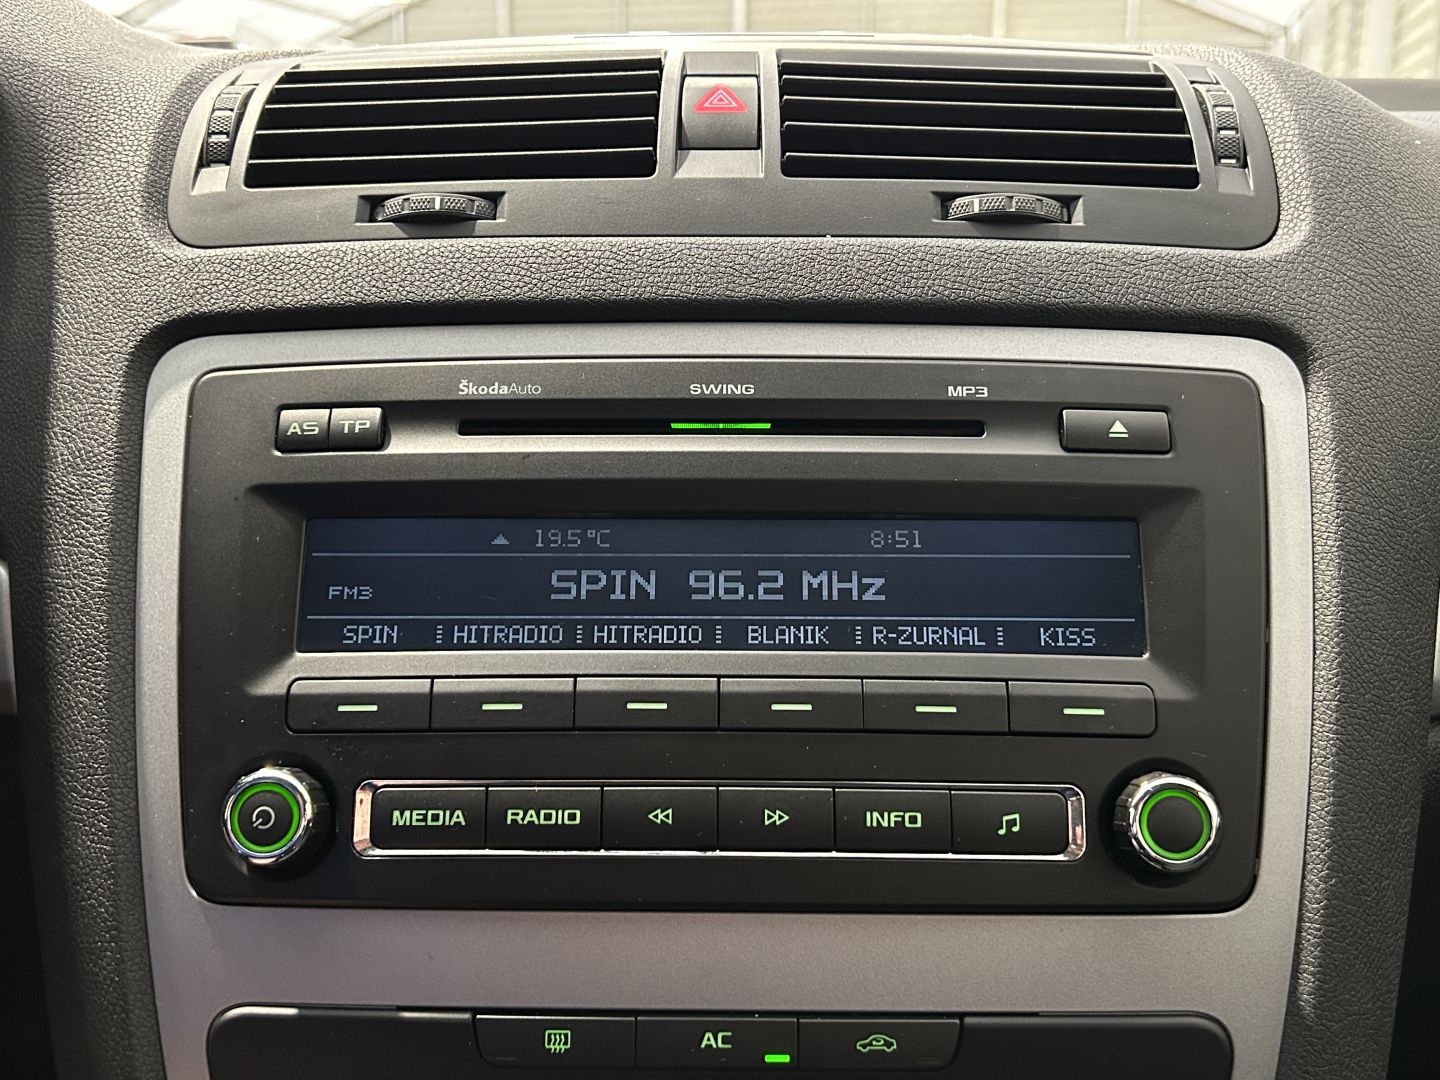 ŠkodaAuto SWING MP3
AS TP
19.5°C 8:51
FM3 SPIN 96.2 MHz
SPIN HITRADIO HITRADIO BLANIK R-ZURNAL KISS
MEDIA RADIO INFO
AC